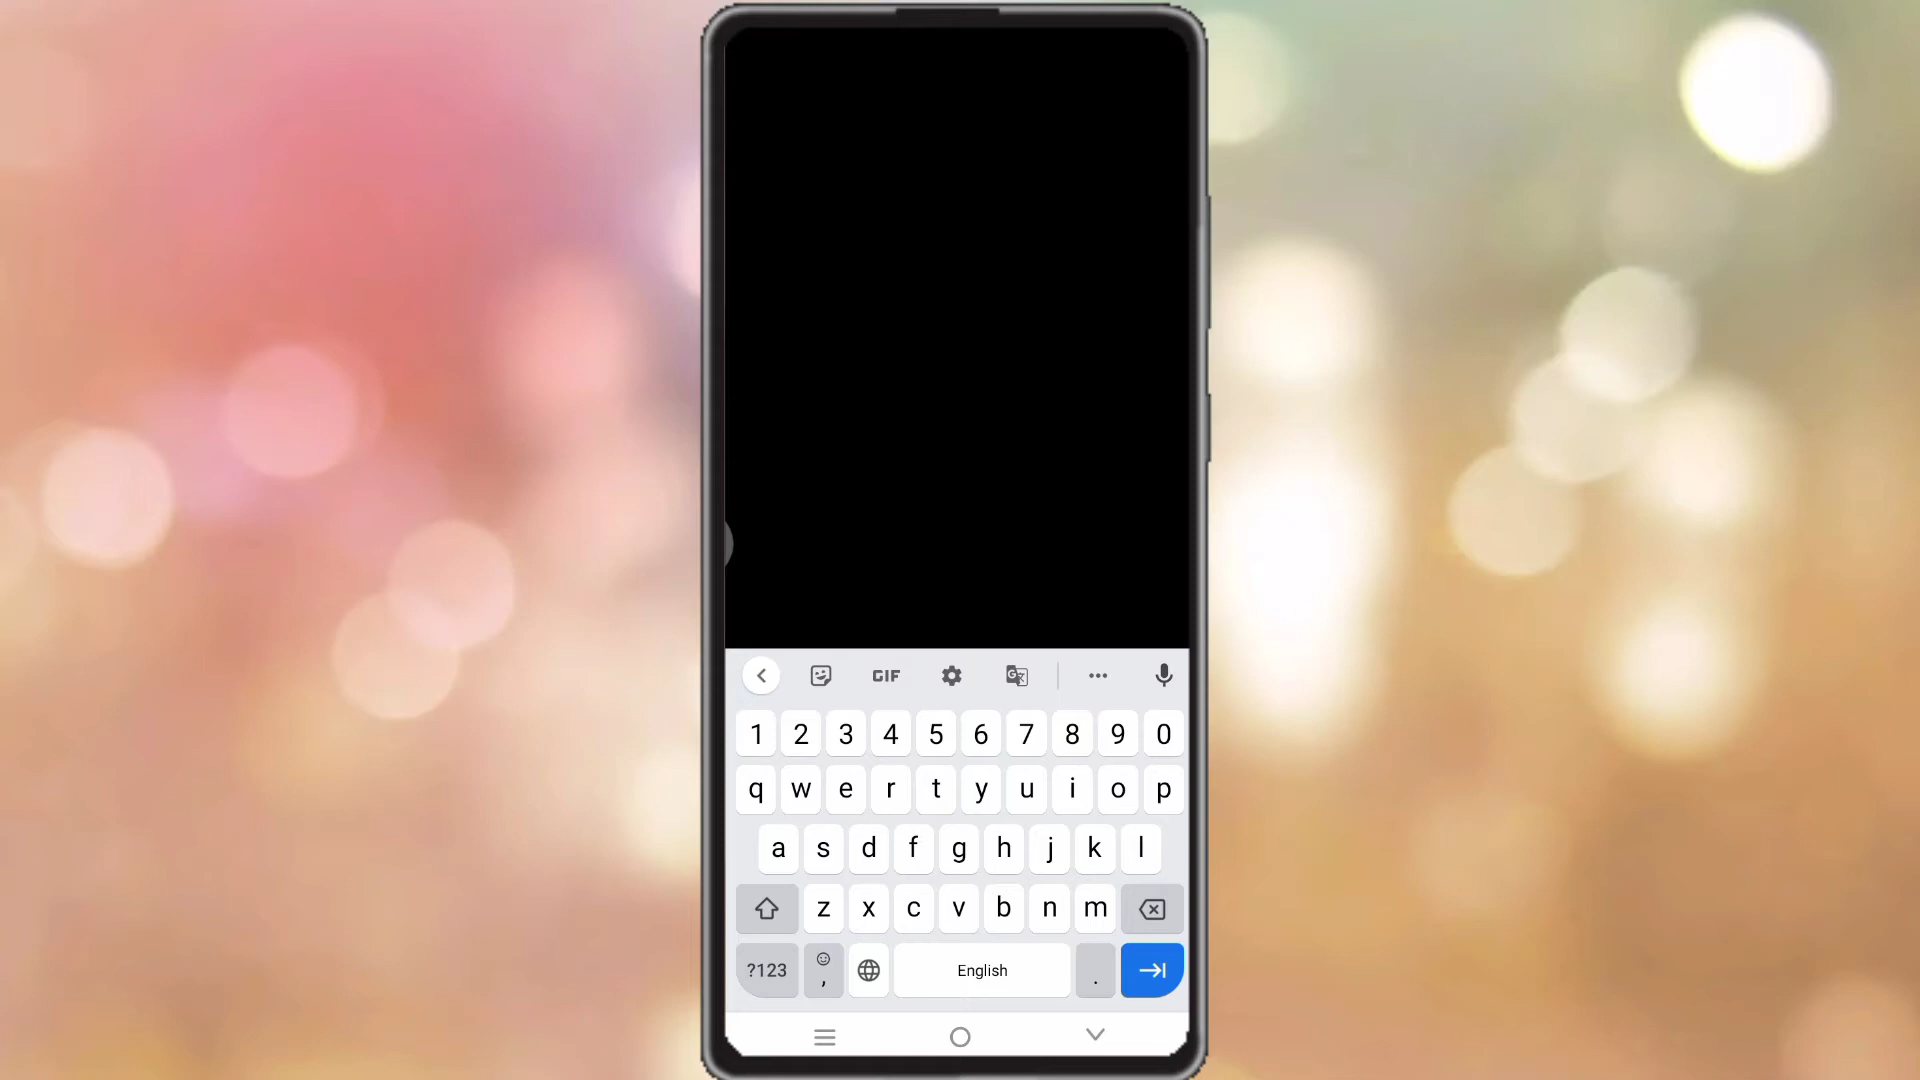 GIF
1 2 3 4 5 6 7 8 9 0
q w e r t y u i o p
a s d f g h j k l
z x c v b n m
?123 , English .